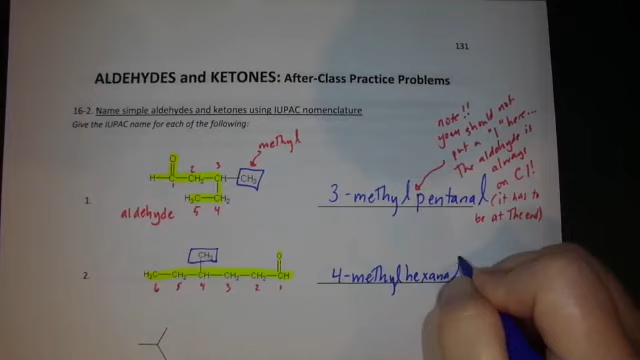 131
ALDEHYDES and KETONES: After-Class Practice Problems
16-2. Name simple aldehydes and ketones using IUPAC nomenclature
Give the IUPAC name for each of the following:
note!!
you should not
put a "1" here...
The aldehyde is
always
on C1!
(it has to
be at The end)
methyl
O
H-C-CH₂-CH-CH₃
1 2 3
H₃C-CH₂
5 4
1.
aldehyde
3-methyl pentanal
CH₃
O
H₃C-CH₂-CH-CH₂-CH₂-CH
6 5 4 3 2 1
2.
4-methylhexanal